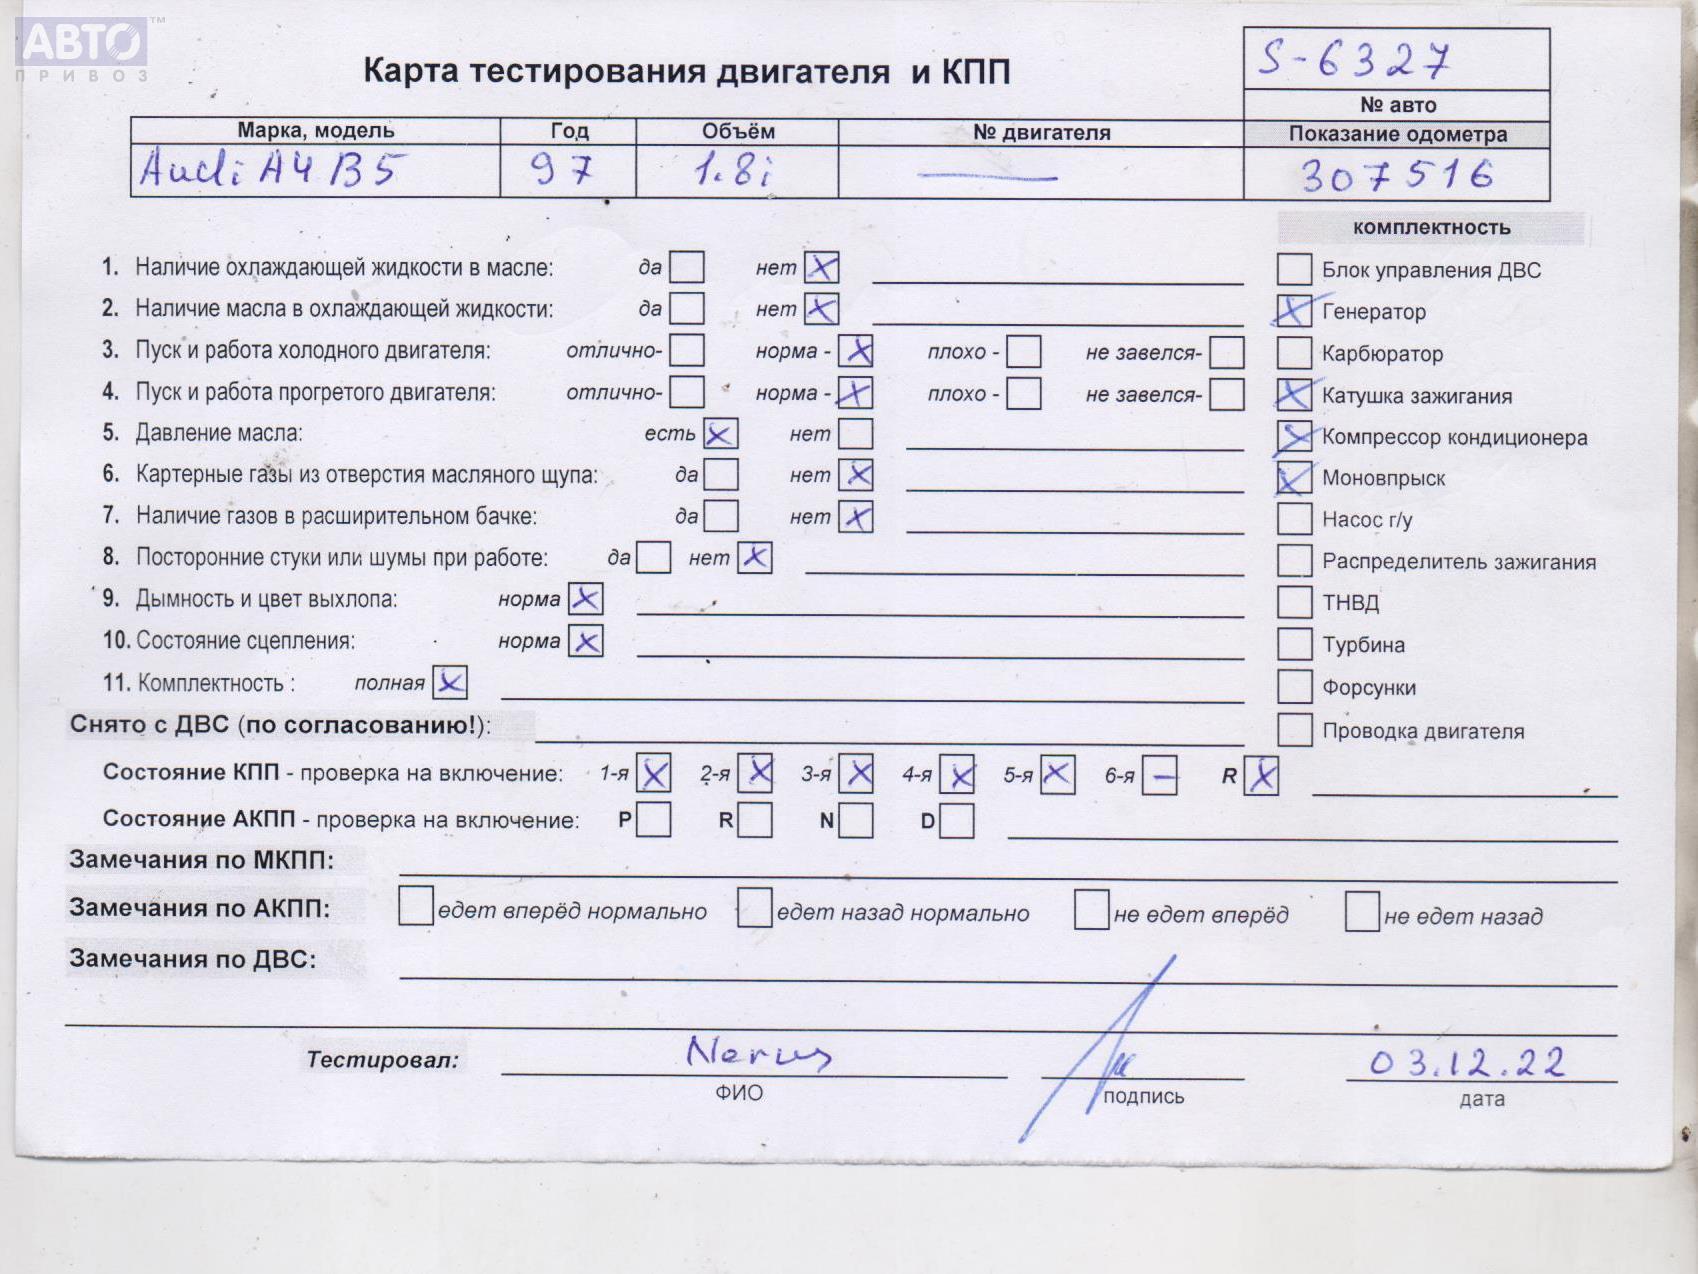 АВТО™
ПРИВОЗ
Карта тестирования двигателя и КПП
S-6327
№ авто
Марка, модель Год Объём № двигателя Показание одометра
Audi A4 B5 97 1.8i — 307516
комплектность
1. Наличие охлаждающей жидкости в масле: да нет X
Блок управления ДВС
2. Наличие масла в охлаждающей жидкости: да нет X
X Генератор
3. Пуск и работа холодного двигателя: отлично- норма - X плохо - не завелся-
Карбюратор
4. Пуск и работа прогретого двигателя: отлично- норма - X плохо - не завелся-
X Катушка зажигания
5. Давление масла: есть X нет
X Компрессор кондиционера
6. Картерные газы из отверстия масляного щупа: да нет X
X Моновпрыск
7. Наличие газов в расширительном бачке: да нет X
Насос г/у
8. Посторонние стуки или шумы при работе: да нет X
Распределитель зажигания
9. Дымность и цвет выхлопа: норма X
ТНВД
10. Состояние сцепления: норма X
Турбина
11. Комплектность : полная X
Форсунки
Снято с ДВС (по согласованию!):
Проводка двигателя
Состояние КПП - проверка на включение: 1-я X 2-я X 3-я X 4-я X 5-я X 6-я — R X
Состояние АКПП - проверка на включение: P R N D
Замечания по МКПП:
Замечания по АКПП: едет вперёд нормально едет назад нормально не едет вперёд не едет назад
Замечания по ДВС:
Тестировал: 03.12.22
ФИО подпись дата